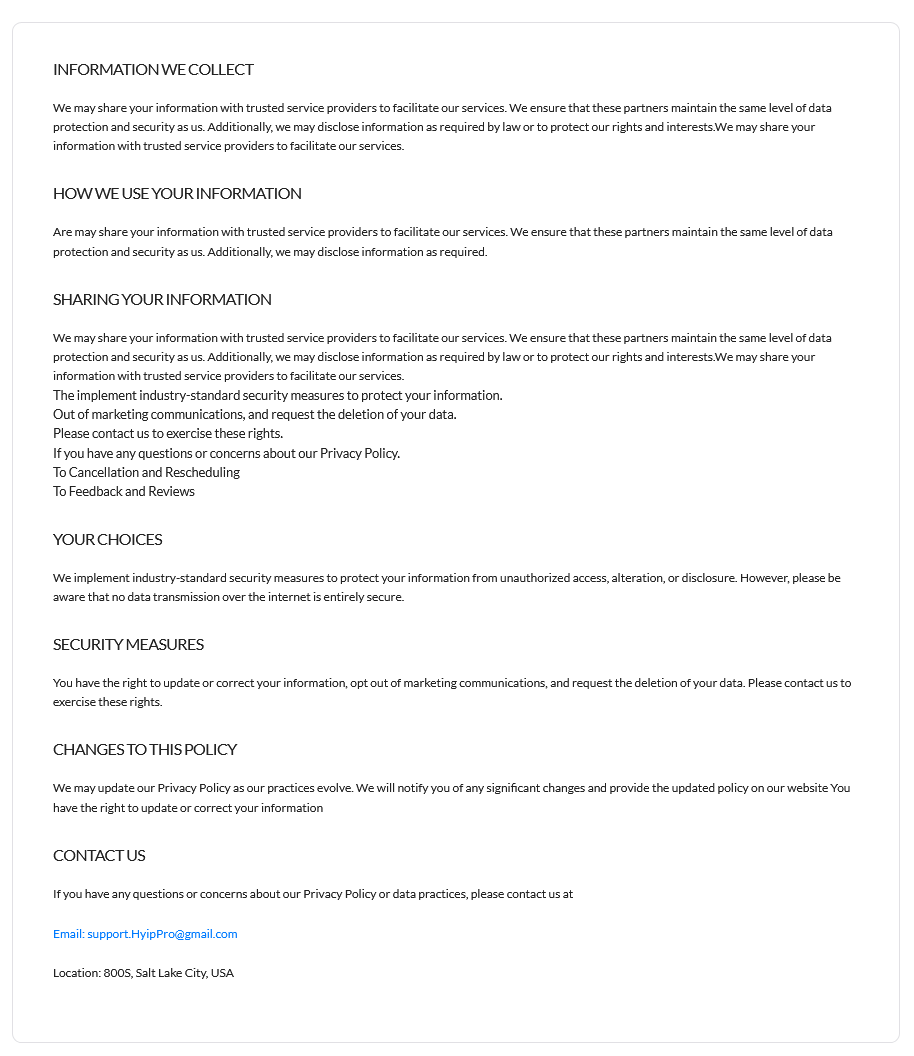 INFORMATION WE COLLECT
We may share your information with trusted service providers to facilitate our services. We ensure that these partners maintain the same level of data
protection and security as us. Additionally, we may disclose information as required by law or to protect our rights and interests.We may share your
information with trusted service providers to facilitate our services.
HOW WE USE YOUR INFORMATION
Are may share your information with trusted service providers to facilitate our services. We ensure that these partners maintain the same level of data
protection and security as us. Additionally, we may disclose information as required.
SHARING YOUR INFORMATION
We may share your information with trusted service providers to facilitate our services. We ensure that these partners maintain the same level of data
protection and security as us. Additionally, we may disclose information as required by law or to protect our rights and interests.We may share your
information with trusted service providers to facilitate our services.
The implement industry-standard security measures to protect your information.
Out of marketing communications, and request the deletion of your data.
Please contact us to exercise these rights.
If you have any questions or concerns about our Privacy Policy.
To Cancellation and Rescheduling
To Feedback and Reviews
YOUR CHOICES
We implement industry-standard security measures to protect your information from unauthorized access, alteration, or disclosure. However, please be
aware that no data transmission over the internet is entirely secure.
SECURITY MEASURES
You have the right to update or correct your information, opt out of marketing communications, and request the deletion of your data. Please contact us to
exercise these rights.
CHANGES TO THIS POLICY
We may update our Privacy Policy as our practices evolve. We will notify you of any significant changes and provide the updated policy on our website You
have the right to update or correct your information
CONTACT US
If you have any questions or concerns about our Privacy Policy or data practices, please contact us at
Email: support.HyipPro@gmail.com
Location: 800S, Salt Lake City, USA